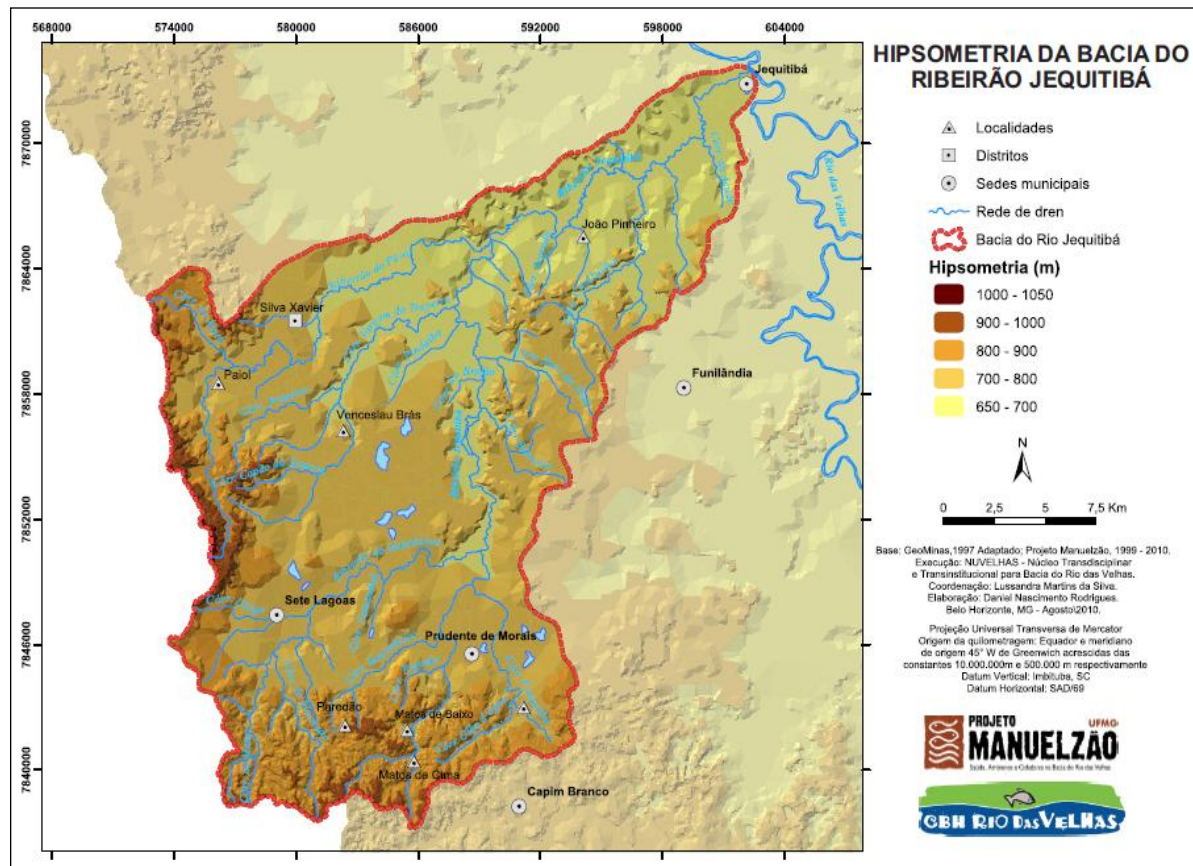 568000 574000 580000 586000 592000 598000 604000
HIPSOMETRIA DA BACIA DO
RIBEIRÃO JEQUITIBÁ
Localidades
Distritos
Sedes municipais
Rede de dren
Bacia do Rio Jequitibá
Hipsometria (m)
1000 - 1050
900 - 1000
800 - 900
700 - 800
650 - 700
N
0 2,5 5 7,5 Km
Base: GeoMinas,1997 Adaptado; Projeto Manuelzão, 1999 - 2010.
Execução: NUVELHAS - Núcleo Transdisciplinar
e Transinstitucional para Bacia do Rio das Velhas.
Coordenação: Lussandra Martins da Silva.
Elaboração: Daniel Nascimento Rodrigues.
Belo Horizonte, MG - Agosto\2010.
Projeção Universal Transversa de Mercator
Origem da quilometragem: Equador e meridiano
de origem 45° W de Greenwich acrescidas das
constantes 10.000.000m e 500.000 m respectivamente
Datum Vertical: Imbituba, SC
Datum Horizontal: SAD/69
PROJETO
UFMG
MANUELZÃO
CBH RIO DAS VELHAS
7870000
7864000
7858000
7852000
7846000
7840000
Jequitibá
Rio das Velhas
João Pinheiro
Silva Xavier
Paiol
Funilândia
Venceslau Brás
Sete Lagoas
Prudente de Morais
Paredão
Matos de Baixo
Matos de Cima
Capim Branco
568000 574000 580000 586000 592000 598000 604000